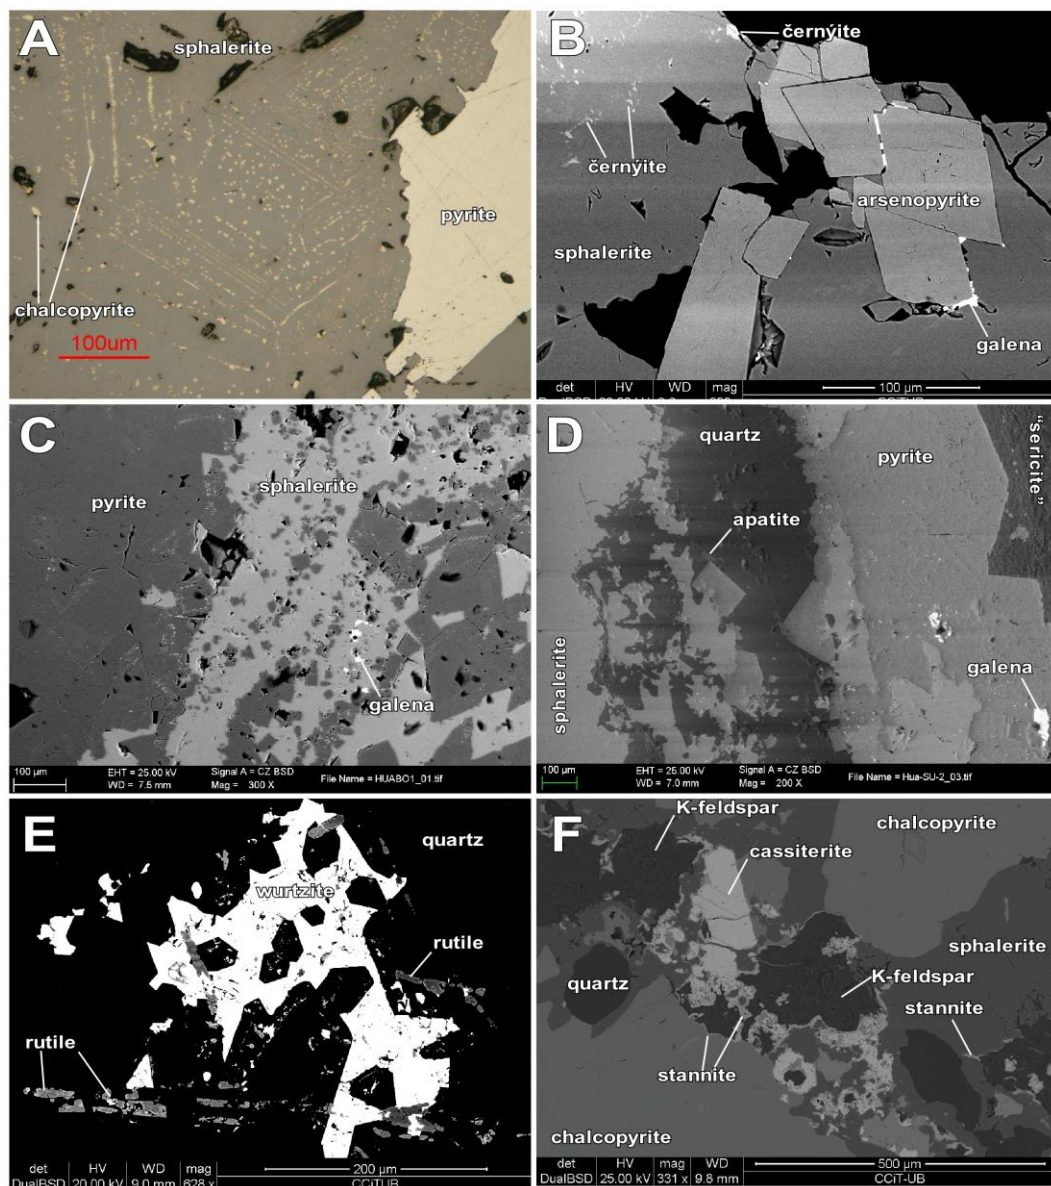 A
sphalerite
pyrite
chalcopyrite
100um
B
černýite
černýite
arsenopyrite
sphalerite
galena
det HV WD mag
100 µm
C
sphalerite
pyrite
galena
100 µm
EHT = 25.00 kV Signal A = CZ BSD
WD = 7.5 mm Mag = 300 X File Name = HUABO1_01.tif
D
quartz
"sericite"
pyrite
apatite
sphalerite
galena
100 µm
EHT = 25.00 kV Signal A = CZ BSD
WD = 7.0 mm Mag = 200 X File Name = Hua-SU-2_03.tif
E
quartz
wurtzite
rutile
rutile
det HV WD mag
DualBSD 20.00 kV 9.0 mm 628 x
200 µm
CCiTUB
F
K-feldspar
chalcopyrite
cassiterite
sphalerite
quartz
K-feldspar
stannite
stannite
chalcopyrite
det HV mag WD
DualBSD 25.00 kV 331 x 9.8 mm
500 µm
CCiT-UB